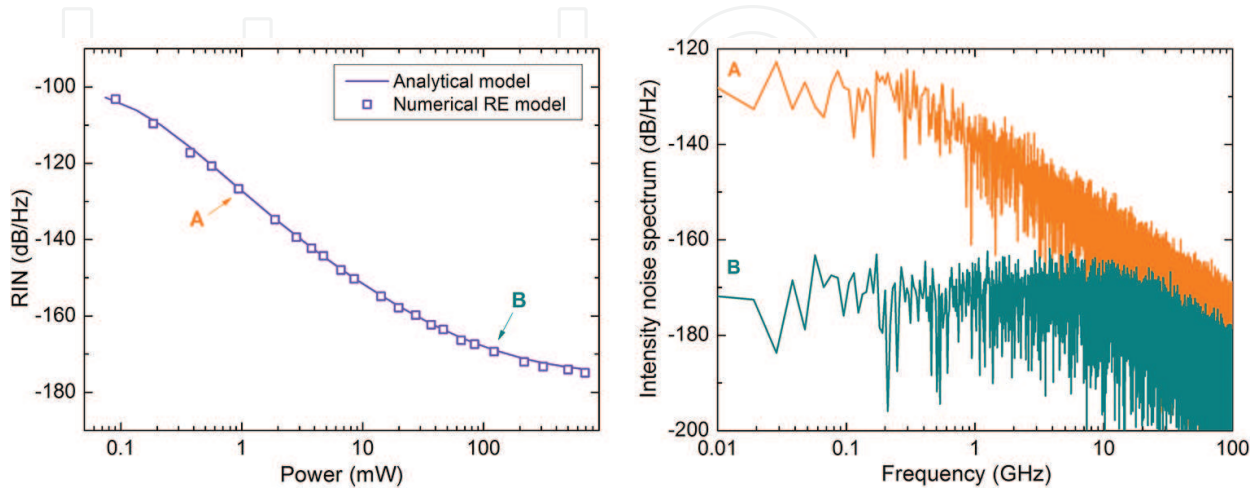 Analytical model
Numerical RE model
RIN (dB/Hz)
-100
-120
-140
-160
-180
A
B
0.1
1
10
100
Power (mW)
Intensity noise spectrum (dB/Hz)
-120
-140
-160
-180
-200
A
B
0.01
0.1
1
10
100
Frequency (GHz)